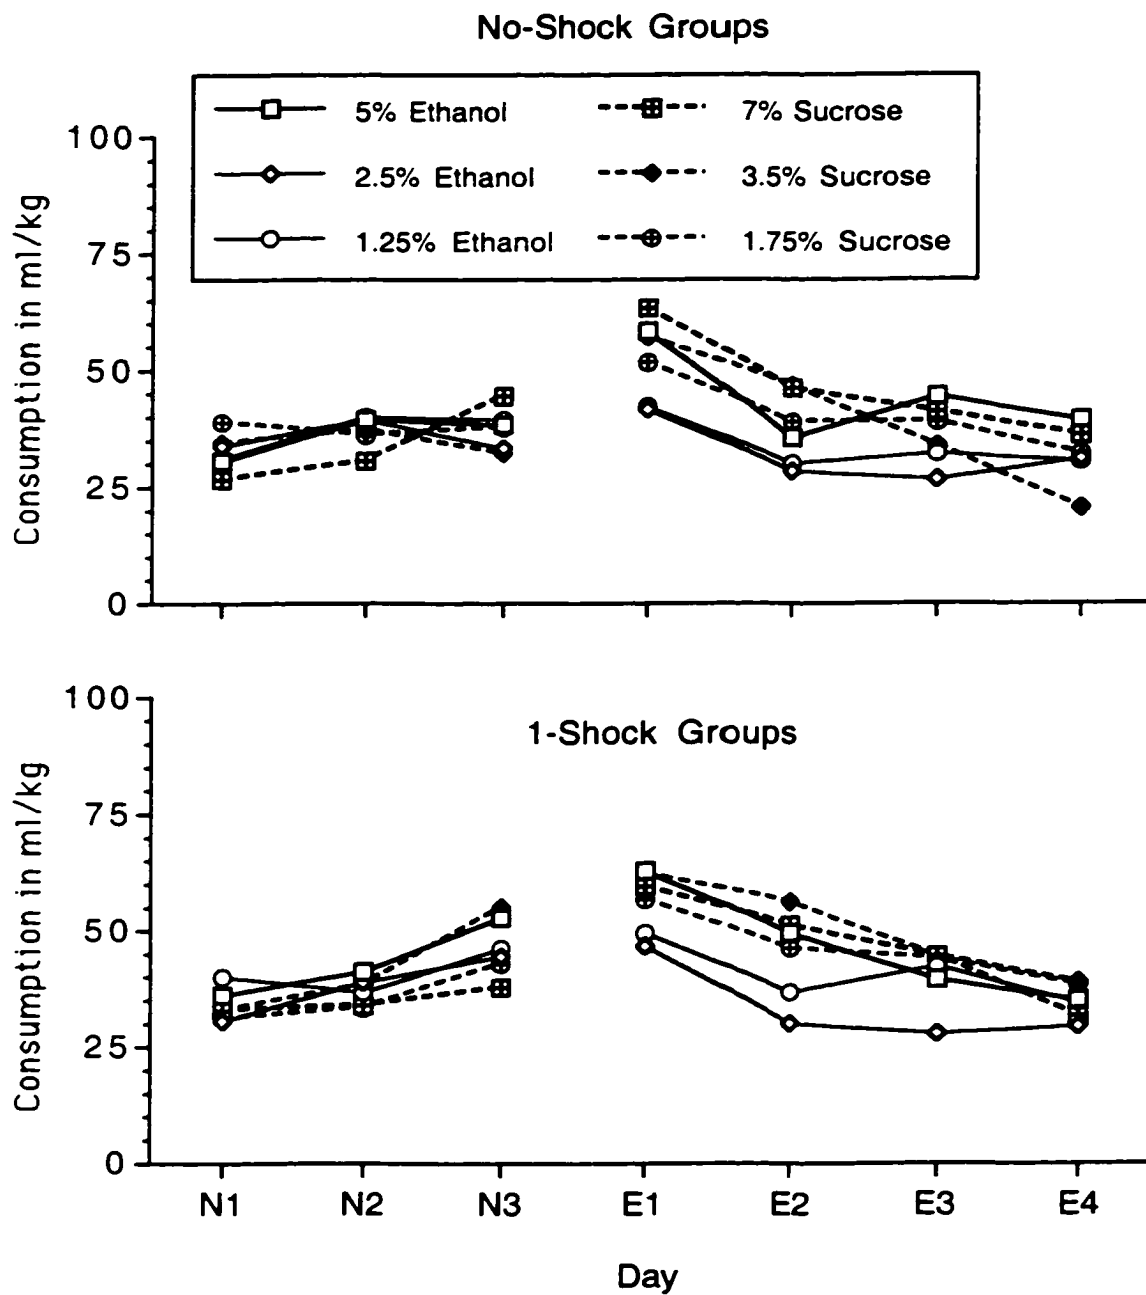 No-Shock Groups
5% Ethanol 7% Sucrose
2.5% Ethanol 3.5% Sucrose
1.25% Ethanol 1.75% Sucrose
100
75
50
25
0
Consumption in ml/kg
1-Shock Groups
100
75
50
25
0
Consumption in ml/kg
N1 N2 N3 E1 E2 E3 E4
Day